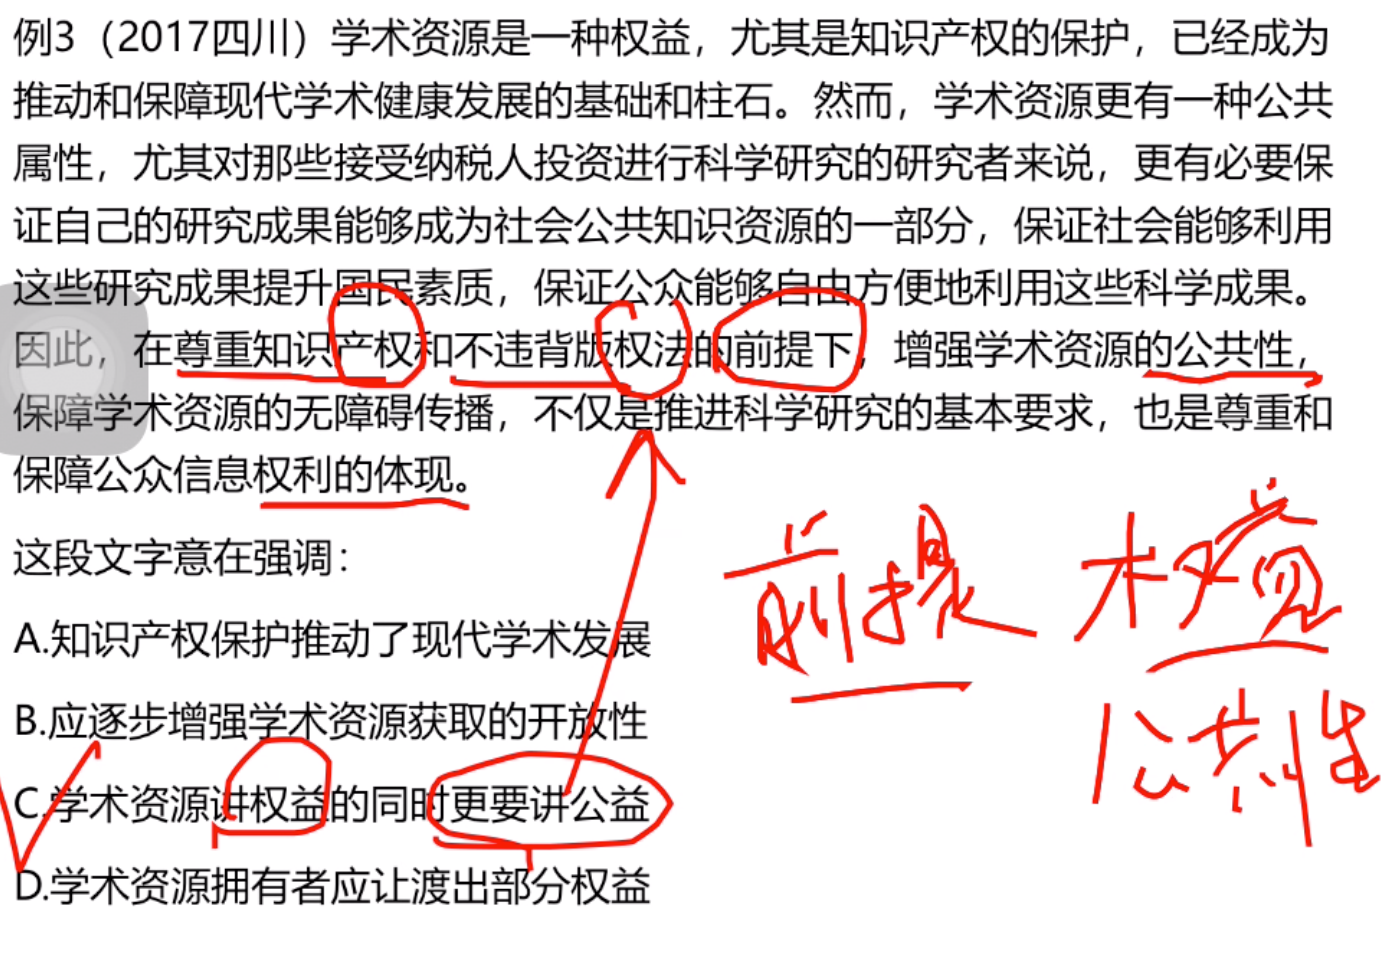 例3（2017四川）学术资源是一种权益，尤其是知识产权的保护，已经成为
推动和保障现代学术健康发展的基础和柱石。然而，学术资源更有一种公共
属性，尤其对那些接受纳税人投资进行科学研究的研究者来说，更有必要保
证自己的研究成果能够成为社会公共知识资源的一部分，保证社会能够利用
这些研究成果提升国民素质，保证公众能够自由方便地利用这些科学成果。
因此，在尊重知识产权和不违背版权法的前提下，增强学术资源的公共性，
保障学术资源的无障碍传播，不仅是推进科学研究的基本要求，也是尊重和
保障公众信息权利的体现。
这段文字意在强调：
前提 权益
A.知识产权保护推动了现代学术发展
公共性
B.应逐步增强学术资源获取的开放性
C.学术资源讲权益的同时更要讲公益
D.学术资源拥有者应让渡出部分权益